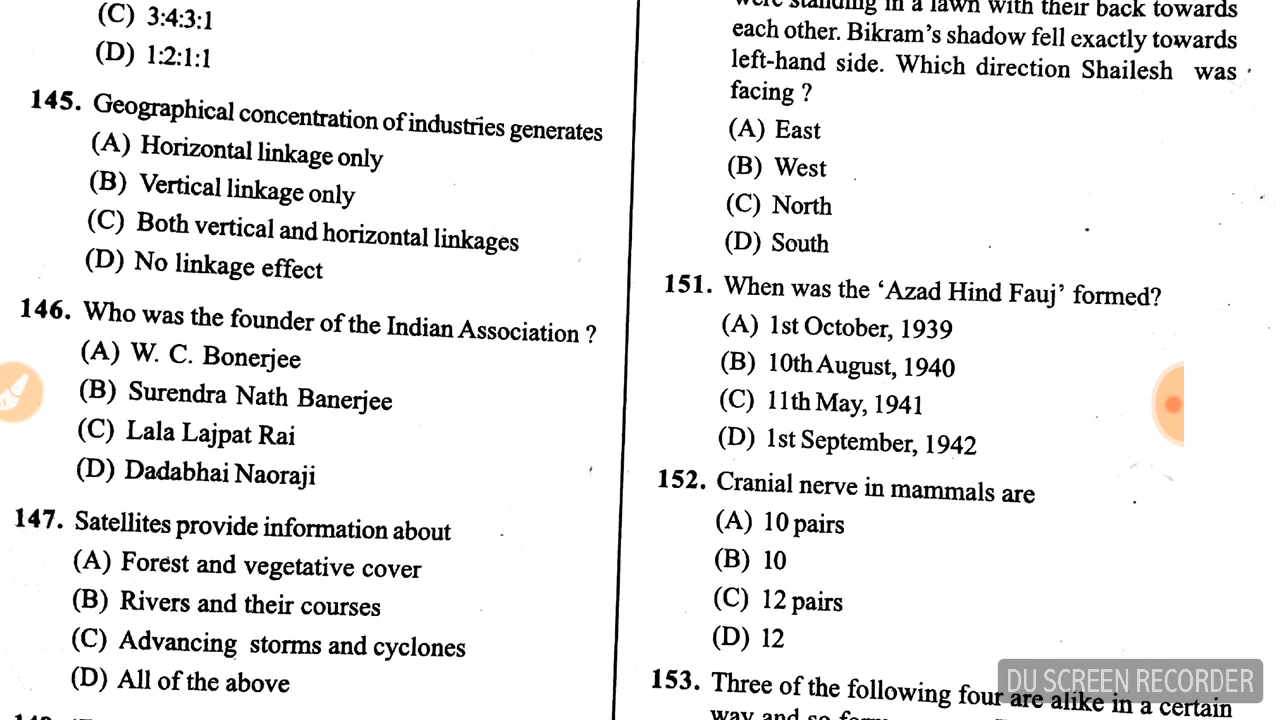 (C) 3:4:3:1
(D) 1:2:1:1
145. Geographical concentration of industries generates
(A) Horizontal linkage only
(B) Vertical linkage only
(C) Both vertical and horizontal linkages
(D) No linkage effect
146. Who was the founder of the Indian Association ?
(A) W. C. Bonerjee
(B) Surendra Nath Banerjee
(C) Lala Lajpat Rai
(D) Dadabhai Naoraji
147. Satellites provide information about
(A) Forest and vegetative cover
(B) Rivers and their courses
(C) Advancing storms and cyclones
(D) All of the above
were standing in a lawn with their back towards
each other. Bikram's shadow fell exactly towards
left-hand side. Which direction Shailesh was
facing ?
(A) East
(B) West
(C) North
(D) South
151. When was the 'Azad Hind Fauj' formed?
(A) 1st October, 1939
(B) 10th August, 1940
(C) 11th May, 1941
(D) 1st September, 1942
152. Cranial nerve in mammals are
(A) 10 pairs
(B) 10
(C) 12 pairs
(D) 12
153. Three of the following four are alike in a certain
way and so
DU SCREEN RECORDER